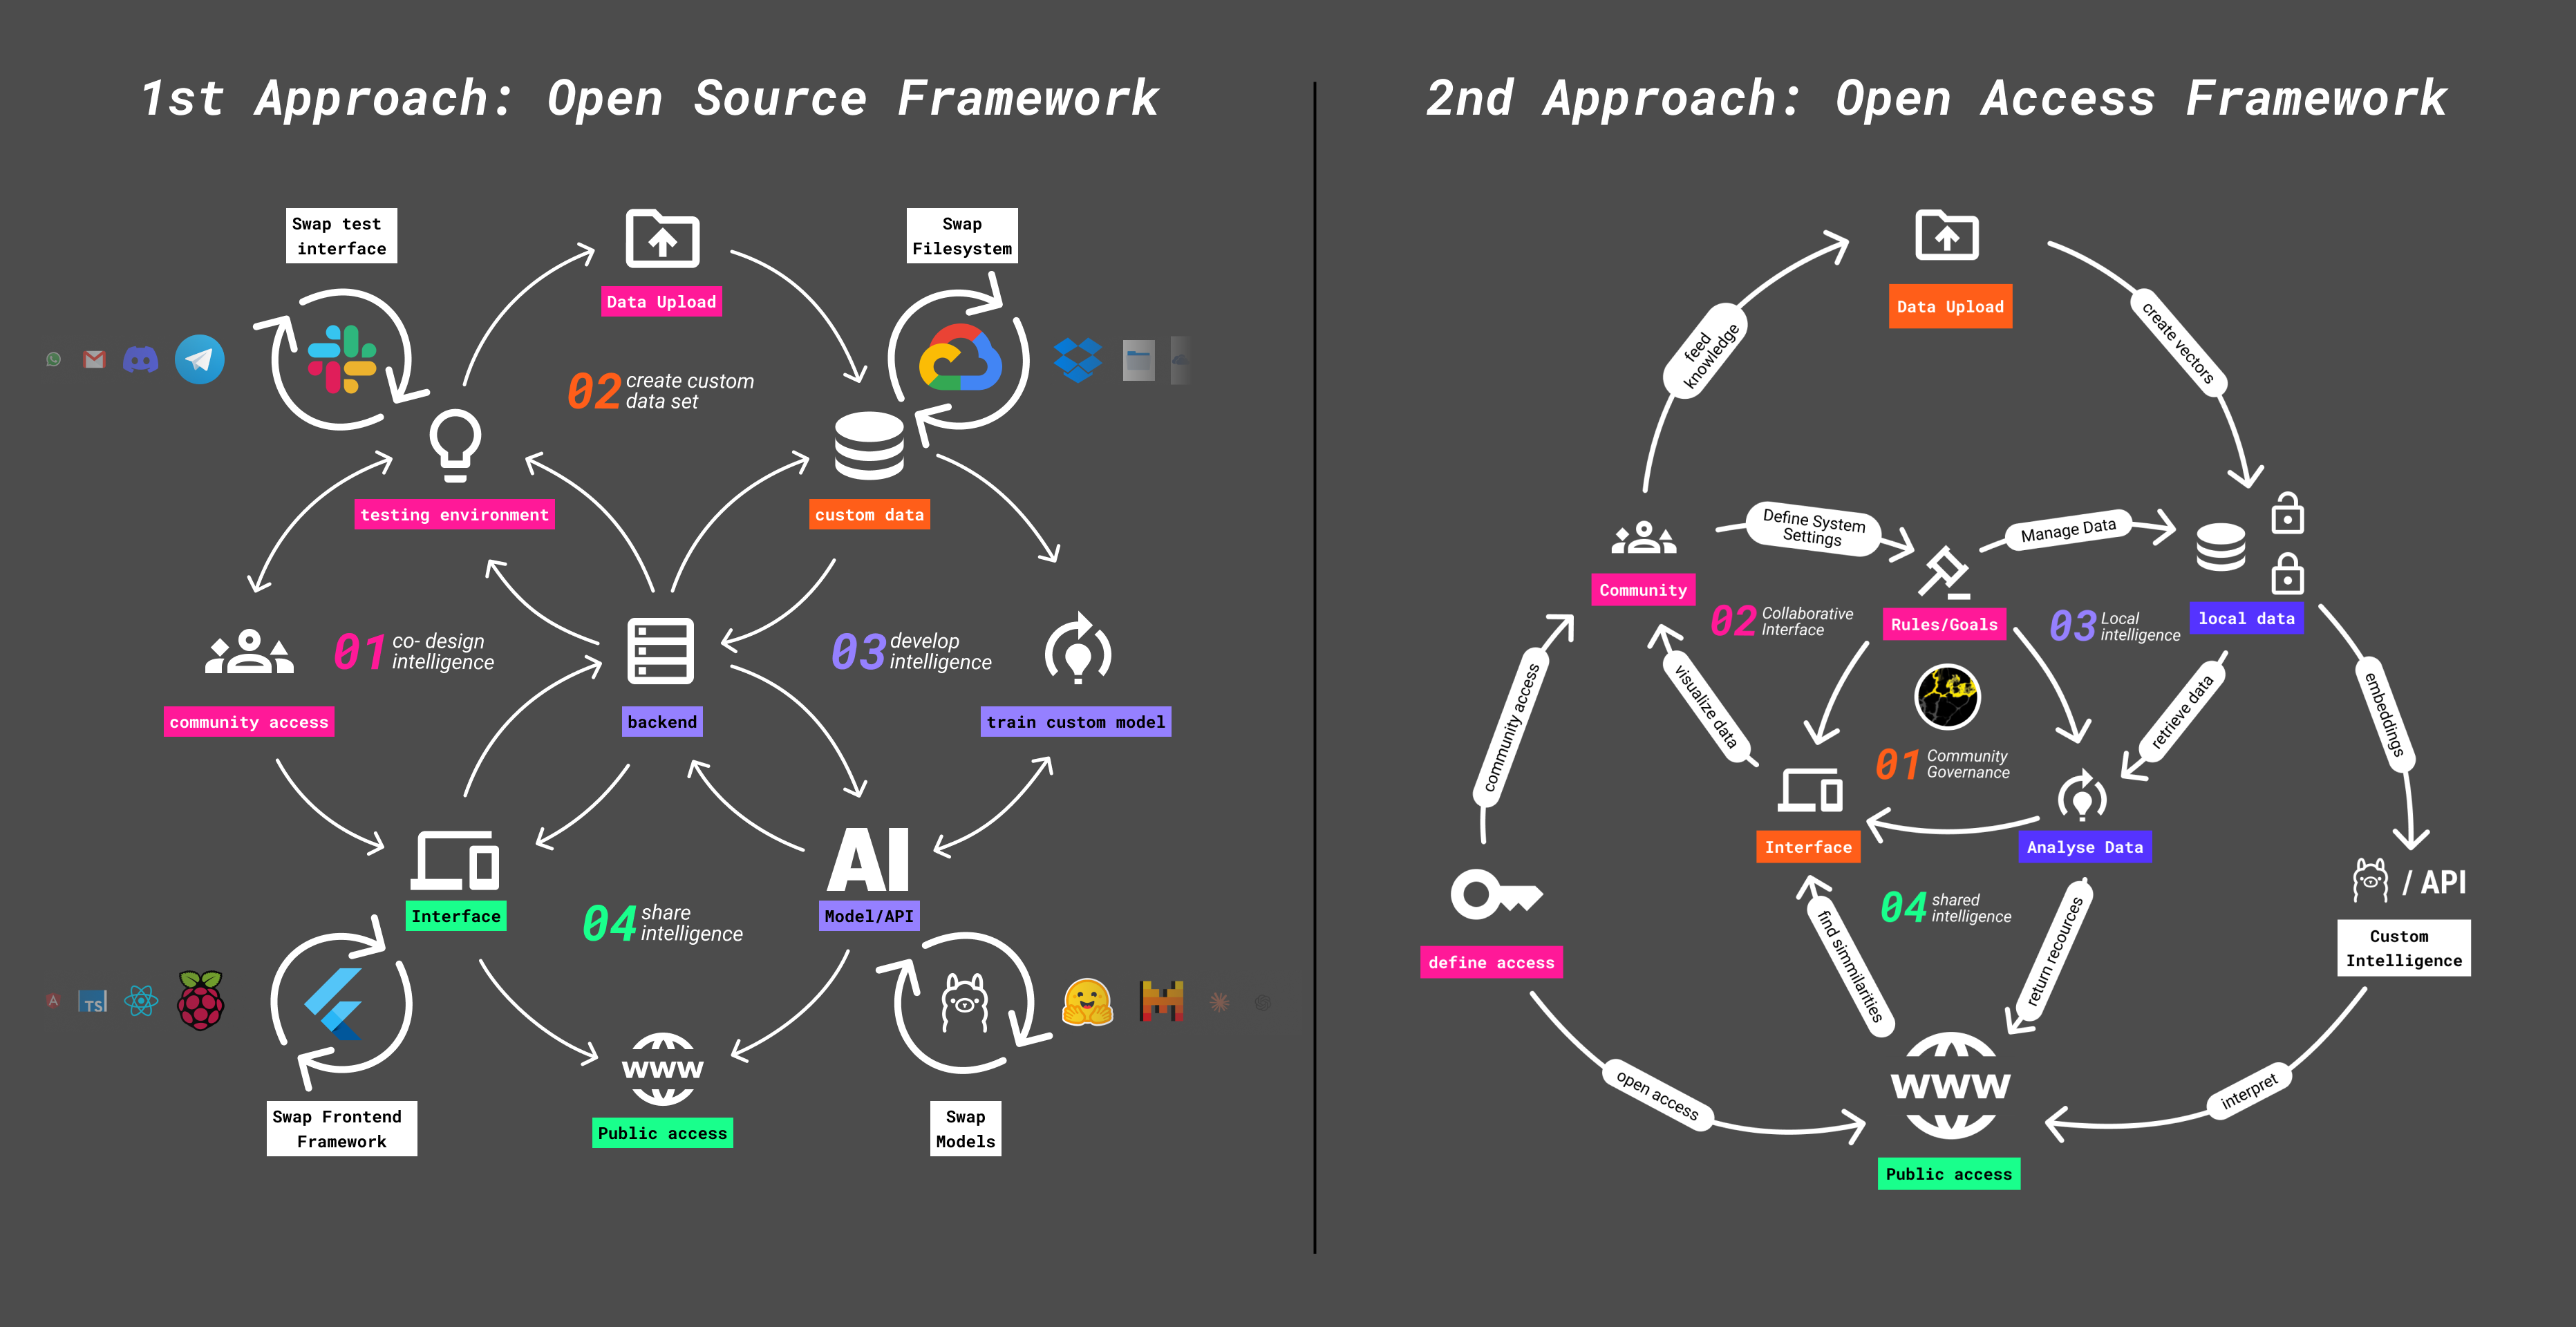 1st Approach: Open Source Framework
Swap test
interface
Data Upload
Swap
Filesystem
02 create custom
data set
testing environment
custom data
01 co- design
intelligence
03 develop
intelligence
community access
backend
train custom model
AI
Interface
04 share
intelligence
Model/API
TS
www
Swap Frontend
Framework
Public access
Swap
Models
2nd Approach: Open Access Framework
Data Upload
feed
knowledge
create vectors
Define System
Settings
Manage Data
Community
02 Collaborative
Interface
Rules/Goals
03 Local
intelligence
local data
community access
visualize data
retrieve data
embeddings
01 Community
Governance
Interface
Analyse Data
/ API
04 shared
intelligence
find simmilarities
return recources
define access
Custom
Intelligence
open access
www
interpret
Public access